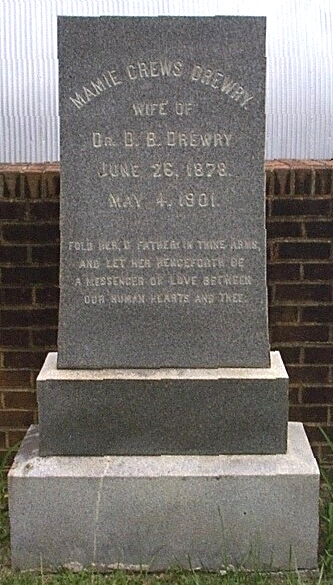 MAMIE CREWS DREWRY
WIFE OF
DR. D. B. DREWRY
JUNE 26, 1878.
MAY 4, 1901.
FOLD HER, O FATHER! IN THINE ARMS,
AND LET HER HENCEFORTH BE
A MESSENGER OF LOVE BETWEEN
OUR HUMAN HEARTS AND THEE.